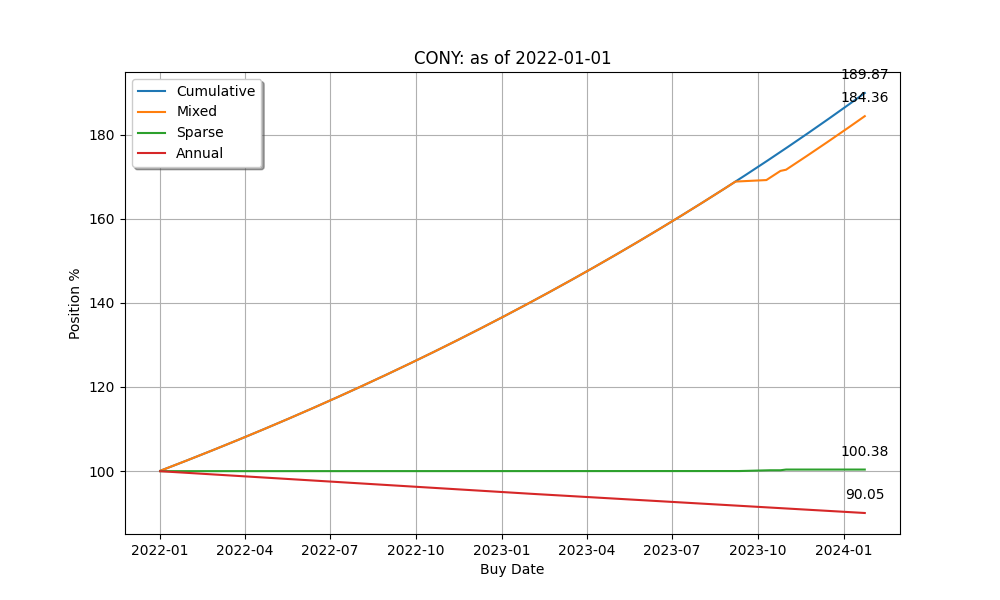 CONY: as of 2022-01-01
189.87
184.36
Cumulative
Mixed
Sparse
Annual
180
160
140
120
100
Position %
100.38
90.05
2022-01 2022-04 2022-07 2022-10 2023-01 2023-04 2023-07 2023-10 2024-01
Buy Date